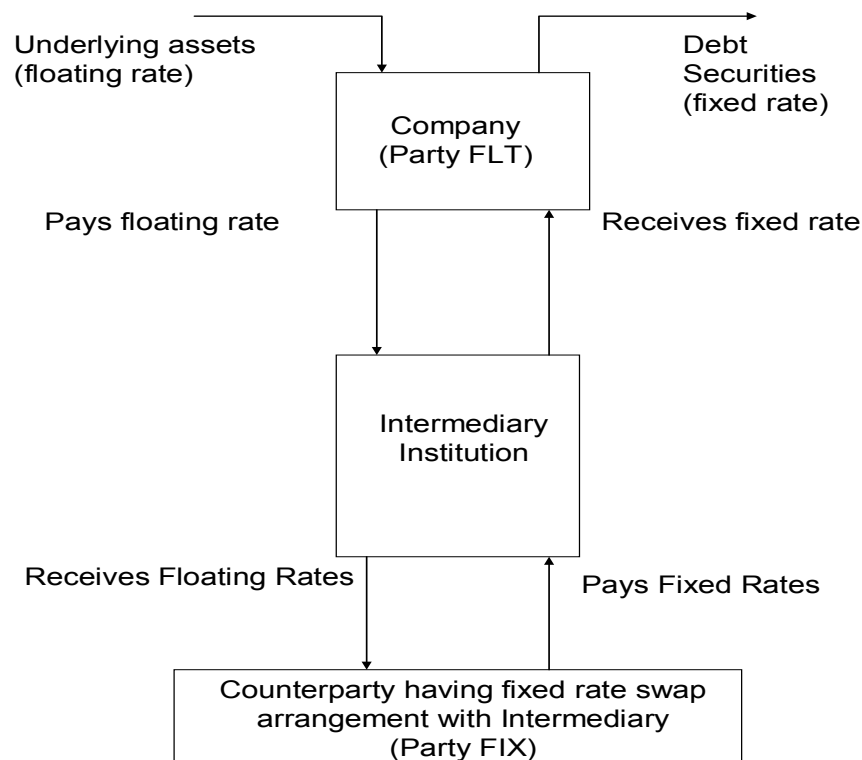 Underlying assets
(floating rate)
Debt
Securities
(fixed rate)
Company
(Party FLT)
Pays floating rate
Receives fixed rate
Intermediary
Institution
Receives Floating Rates
Pays Fixed Rates
Counterparty having fixed rate swap
arrangement with Intermediary
(Party FIX)